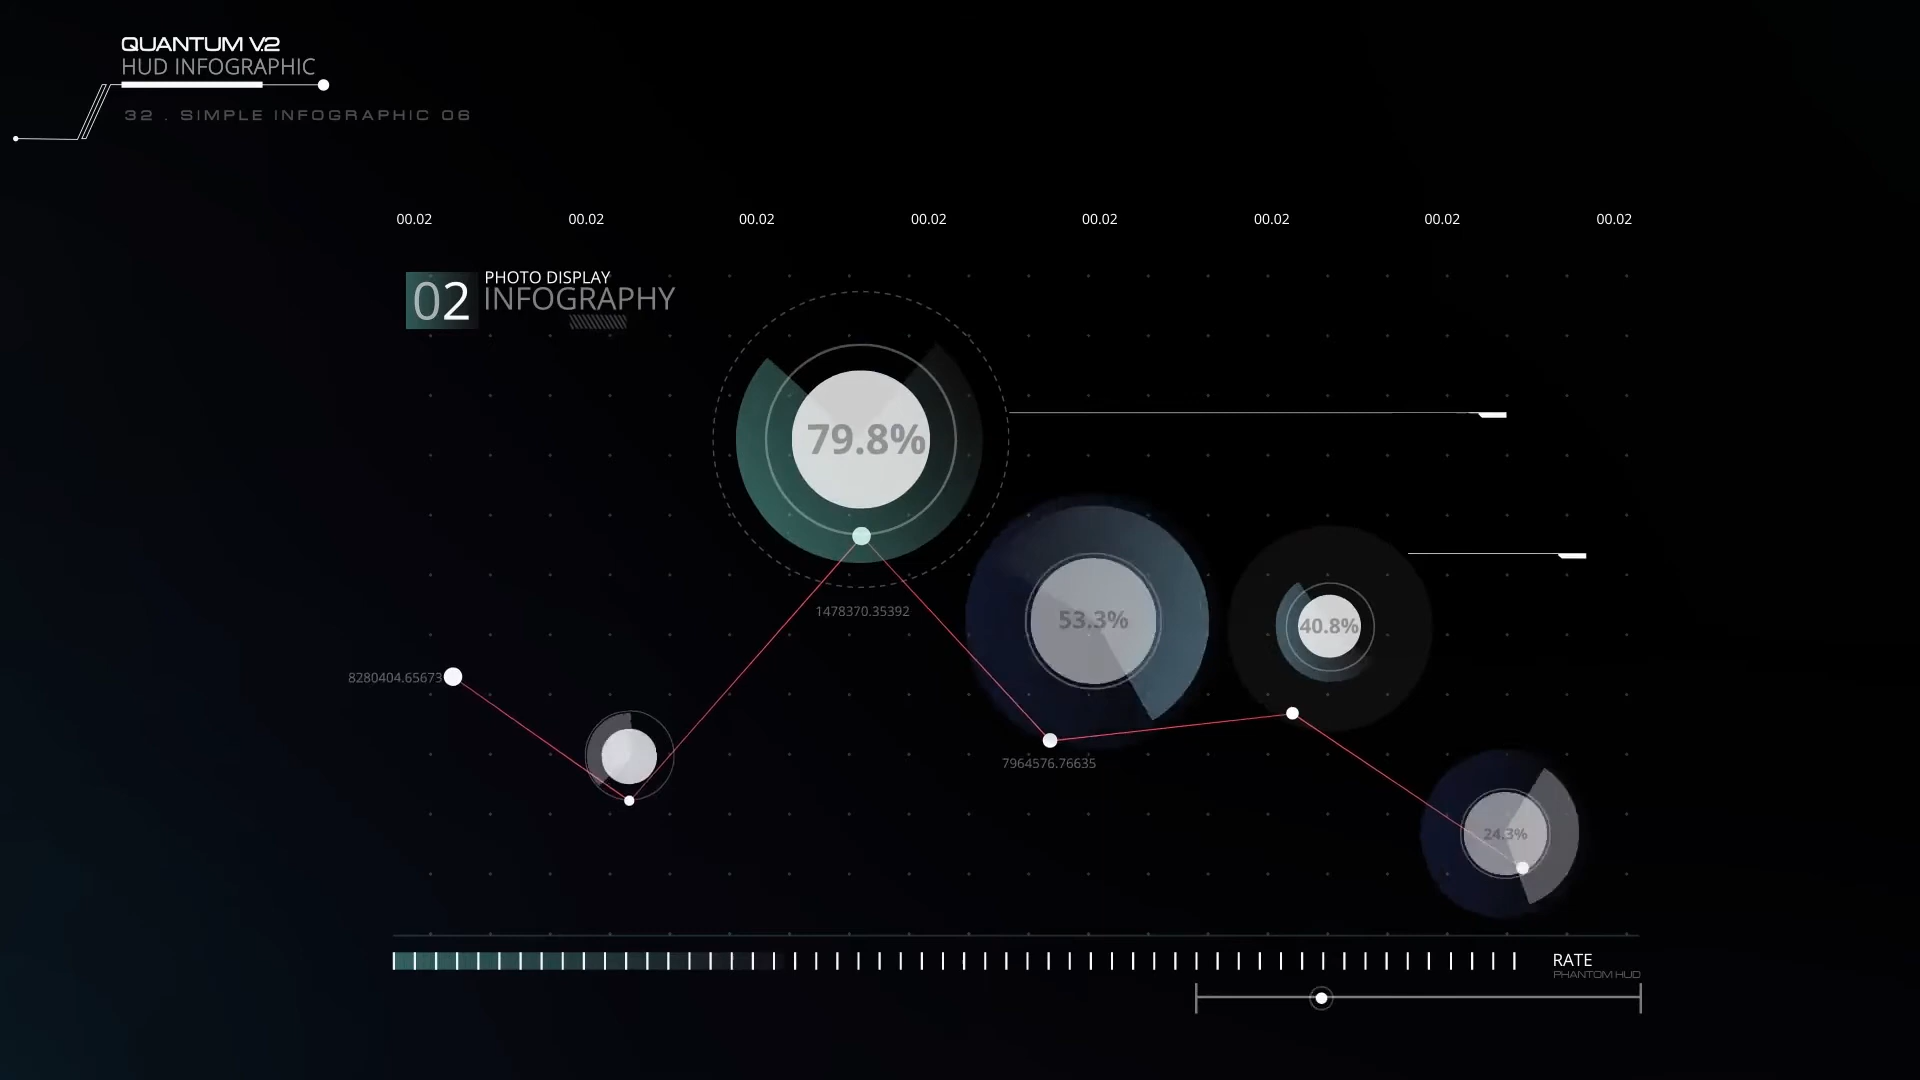 QUANTUM V.2
HUD INFOGRAPHIC
32 . SIMPLE INFOGRAPHIC 06
00.02 00.02 00.02 00.02 00.02 00.02 00.02 00.02
02 PHOTO DISPLAY
INFOGRAPHY
79.8%
1478370.35392
53.3%
40.8%
8280404.65673
7964576.76635
24.3%
RATE
PHANTOM HUD